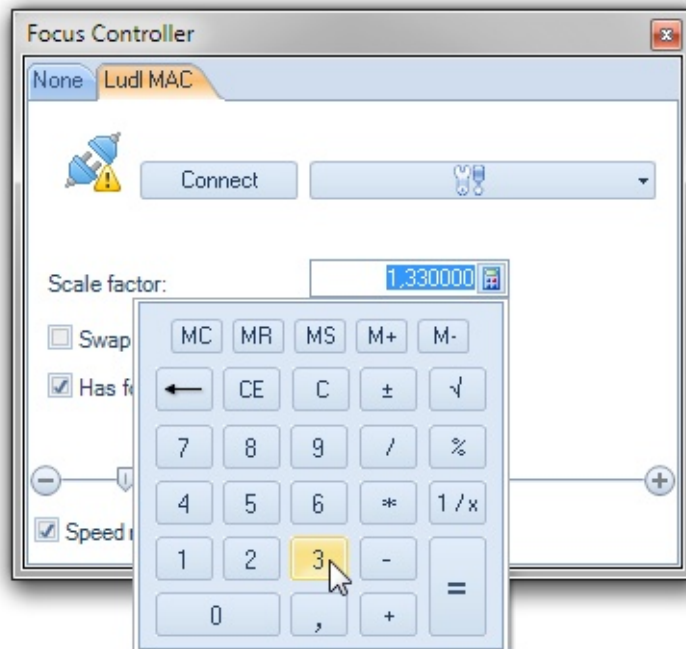 Focus Controller
None Ludl MAC
Connect
Scale factor: 1,330000
MC MR MS M+ M-
Swap
Has fo
← CE C ± √
7 8 9 / %
4 5 6 * 1/x
Speed
1 2 3 - =
0 , +